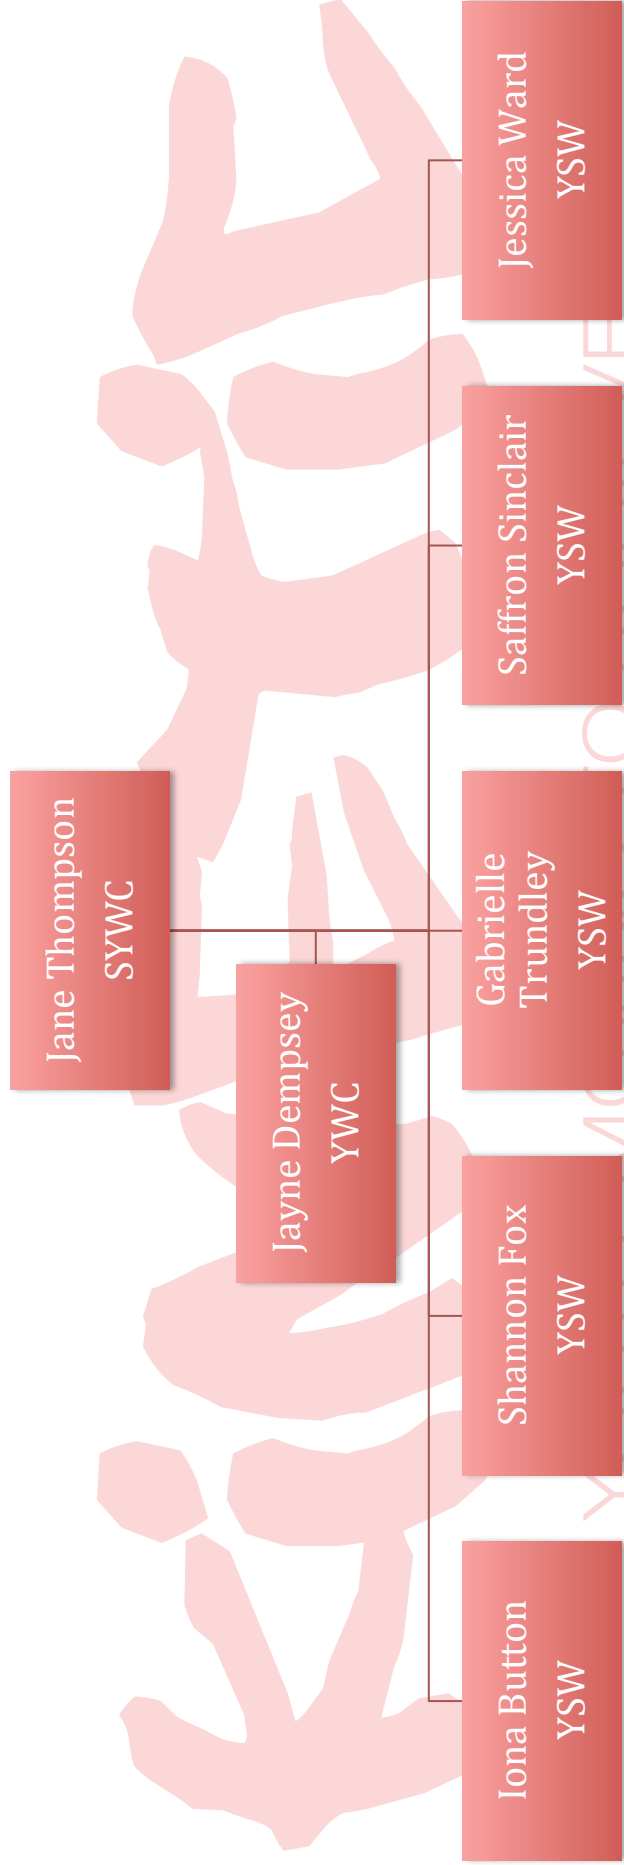 Jane Thompson
SYWC
Jayne Dempsey
YWC
Iona Button
YSW
Shannon Fox
YSW
Gabrielle
Trundley
YSW
Saffron Sinclair
YSW
Jessica Ward
YSW